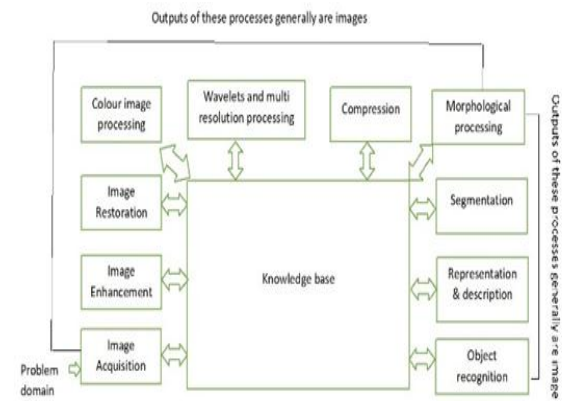 Outputs of these processes generally are images
Colour image
processing
Wavelets and multi
resolution processing
Compression
Morphological
processing
Image
Restoration
Segmentation
Image
Enhancement
Knowledge base
Representation
& description
Image
Acquisition
Object
recognition
Problem
domain
Outputs of these processes generally are image